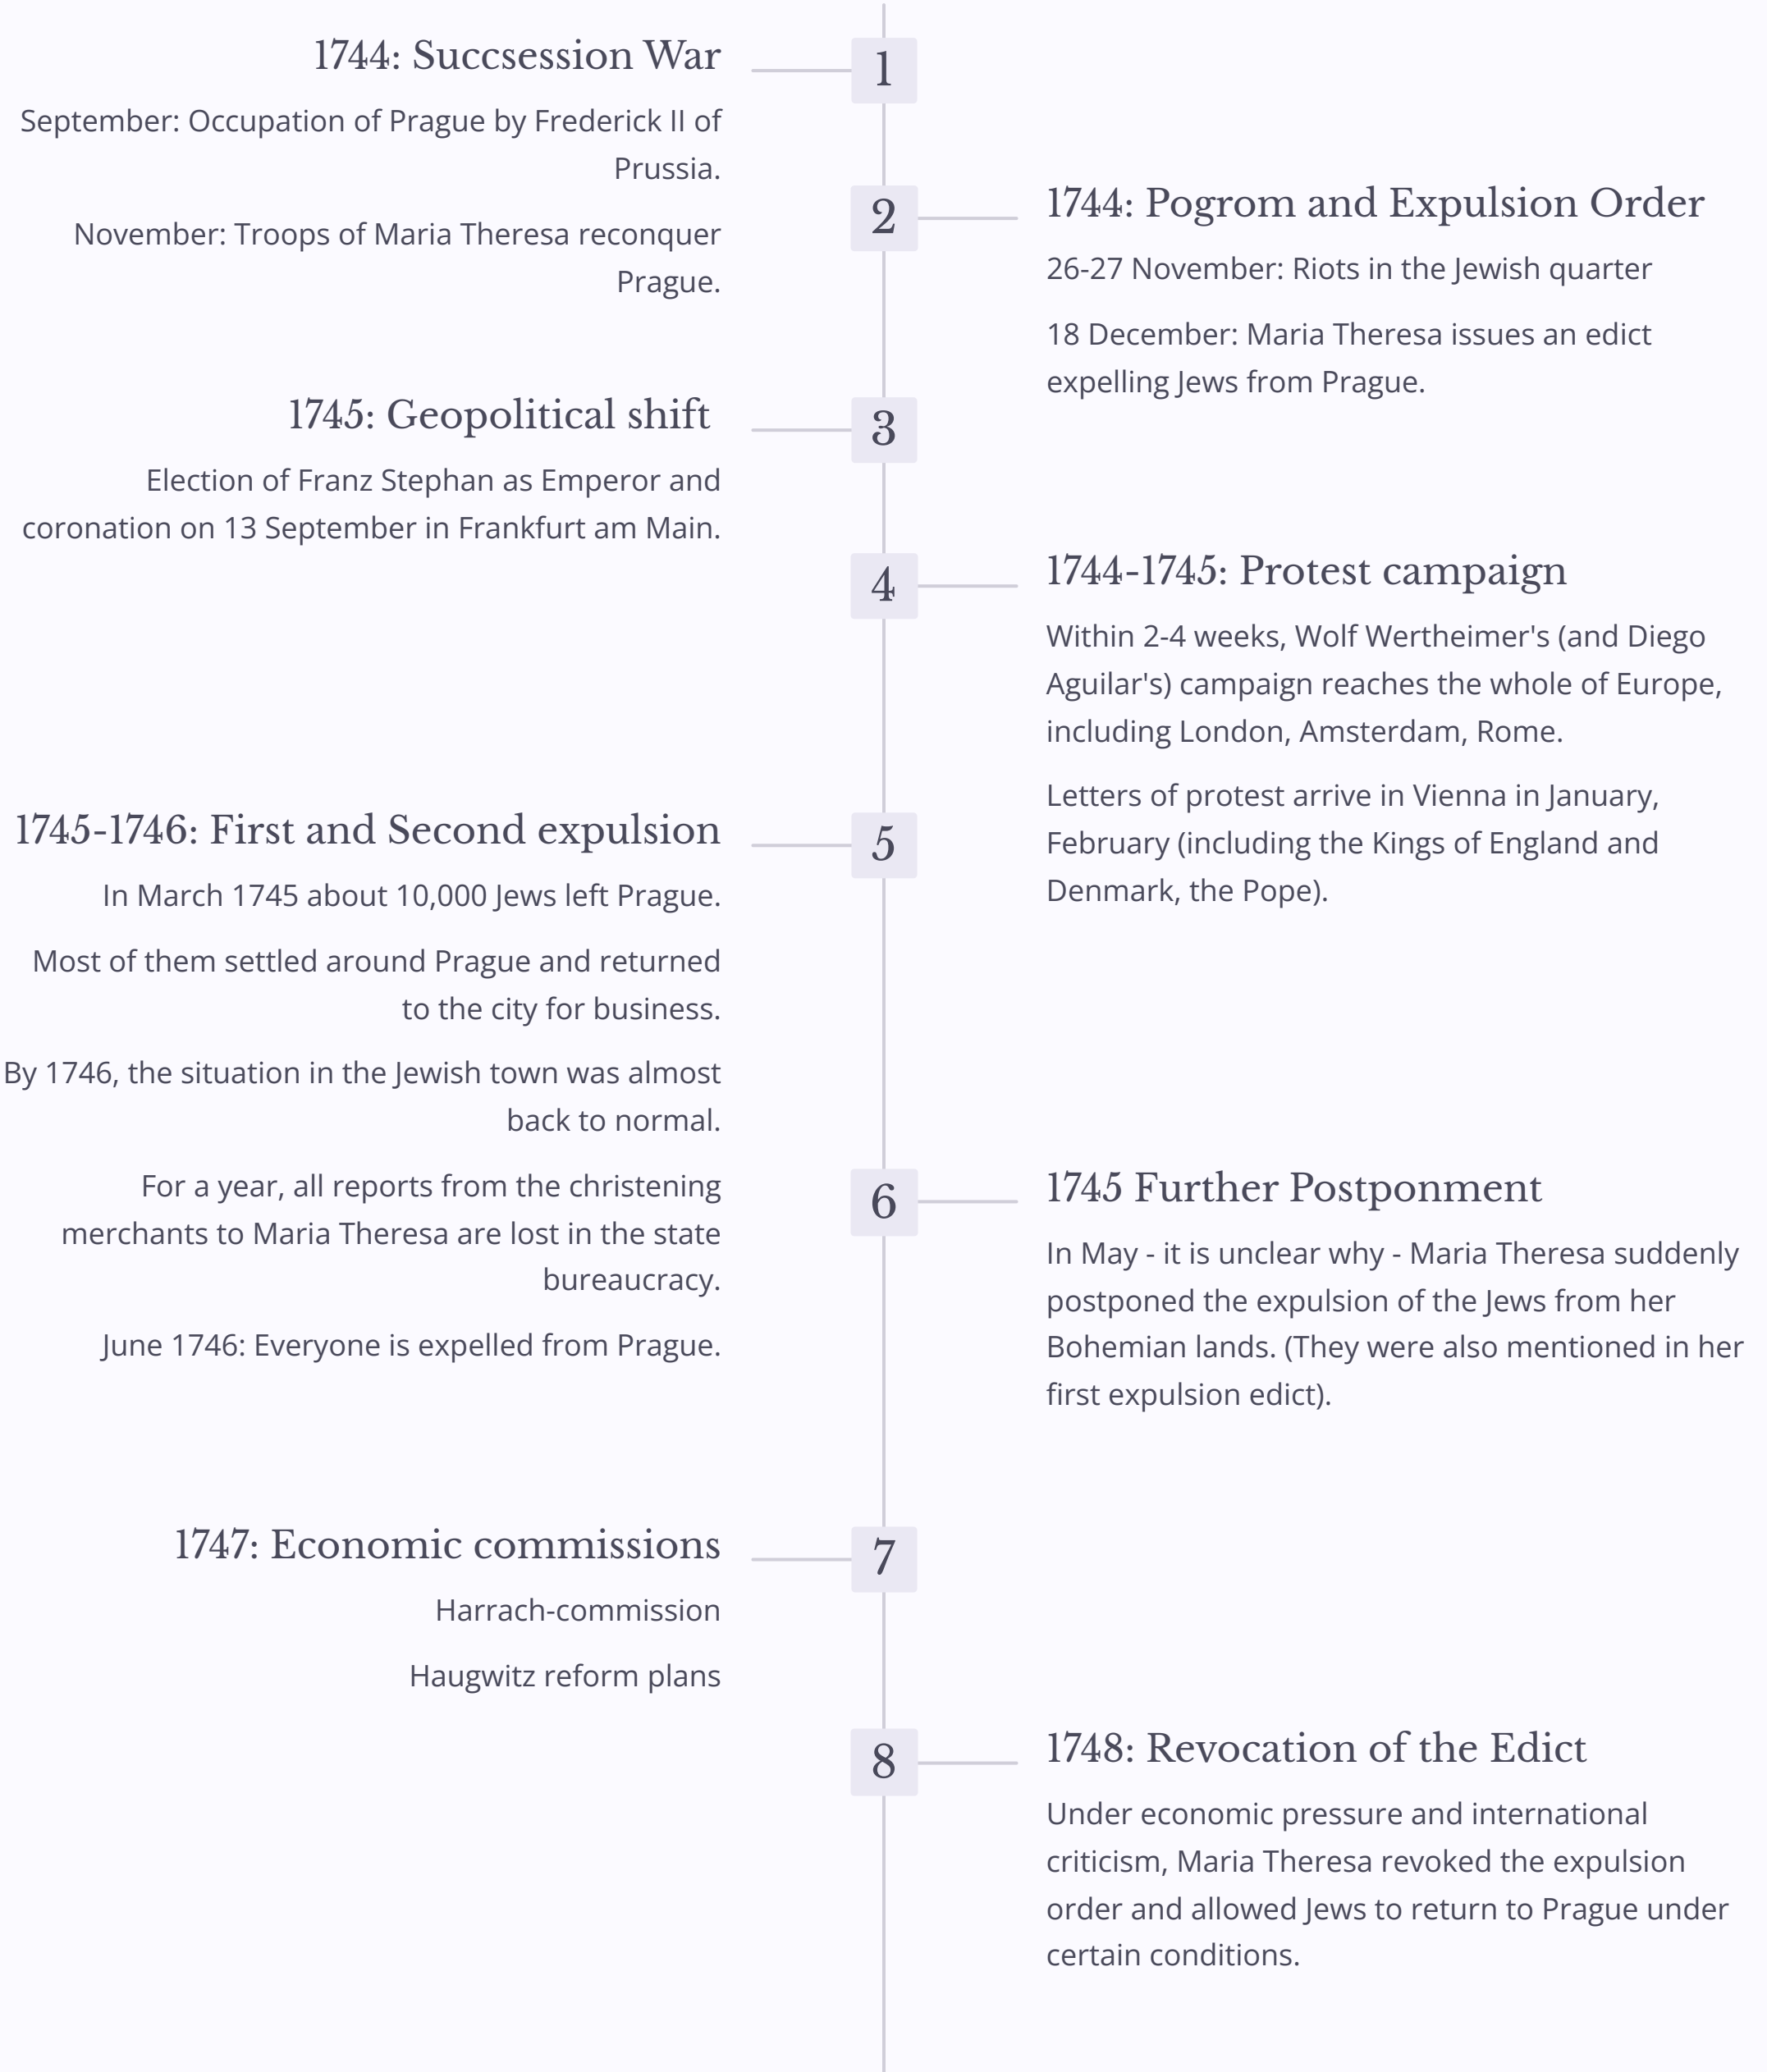 1
1744: Succsession War
September: Occupation of Prague by Frederick II of
Prussia.
November: Troops of Maria Theresa reconquer
Prague.
2
1744: Pogrom and Expulsion Order
26-27 November: Riots in the Jewish quarter
18 December: Maria Theresa issues an edict
expelling Jews from Prague.
3
1745: Geopolitical shift
Election of Franz Stephan as Emperor and
coronation on 13 September in Frankfurt am Main.
4
1744-1745: Protest campaign
Within 2-4 weeks, Wolf Wertheimer's (and Diego
Aguilar's) campaign reaches the whole of Europe,
including London, Amsterdam, Rome.
Letters of protest arrive in Vienna in January,
February (including the Kings of England and
Denmark, the Pope).
5
1745-1746: First and Second expulsion
In March 1745 about 10,000 Jews left Prague.
Most of them settled around Prague and returned
to the city for business.
By 1746, the situation in the Jewish town was almost
back to normal.
For a year, all reports from the christening
merchants to Maria Theresa are lost in the state
bureaucracy.
June 1746: Everyone is expelled from Prague.
6
1745 Further Postponment
In May - it is unclear why - Maria Theresa suddenly
postponed the expulsion of the Jews from her
Bohemian lands. (They were also mentioned in her
first expulsion edict).
7
1747: Economic commissions
Harrach-commission
Haugwitz reform plans
8
1748: Revocation of the Edict
Under economic pressure and international
criticism, Maria Theresa revoked the expulsion
order and allowed Jews to return to Prague under
certain conditions.